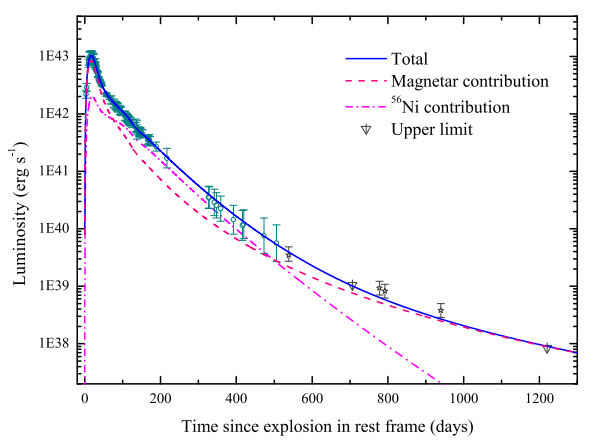 1E43
1E42
1E41
1E40
1E39
1E38
Luminosity (erg s⁻¹)
Total
Magnetar contribution
⁵⁶Ni contribution
Upper limit
0 200 400 600 800 1000 1200
Time since explosion in rest frame (days)